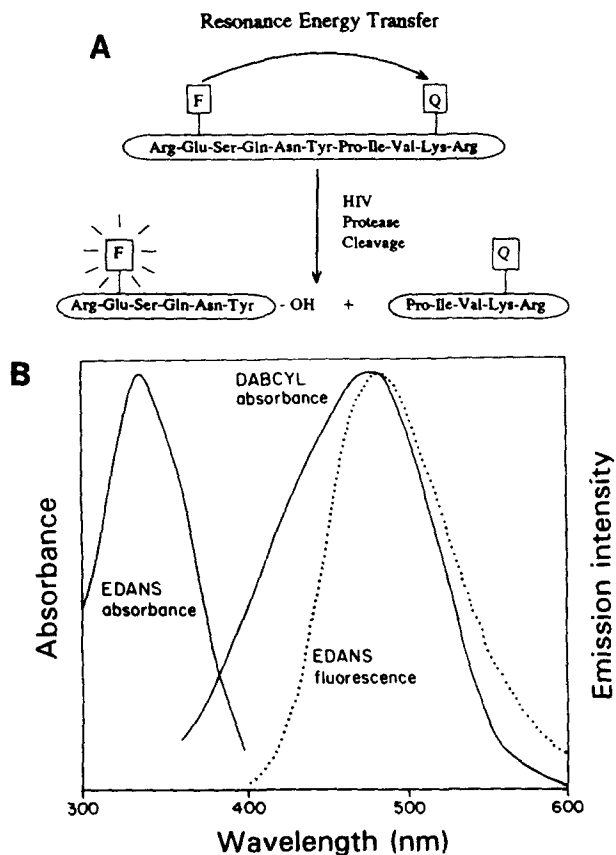 Resonance Energy Transfer
A
F
Q
Arg-Glu-Ser-Gln-Asn-Tyr-Pro-Ile-Val-Lys-Arg
HIV
Protease
Cleavage
F
Q
Arg-Glu-Ser-Gln-Asn-Tyr - OH + Pro-Ile-Val-Lys-Arg
B
DABCYL
absorbance
EDANS
absorbance
EDANS
fluorescence
Absorbance
Emission intensity
300 400 500 600
Wavelength (nm)